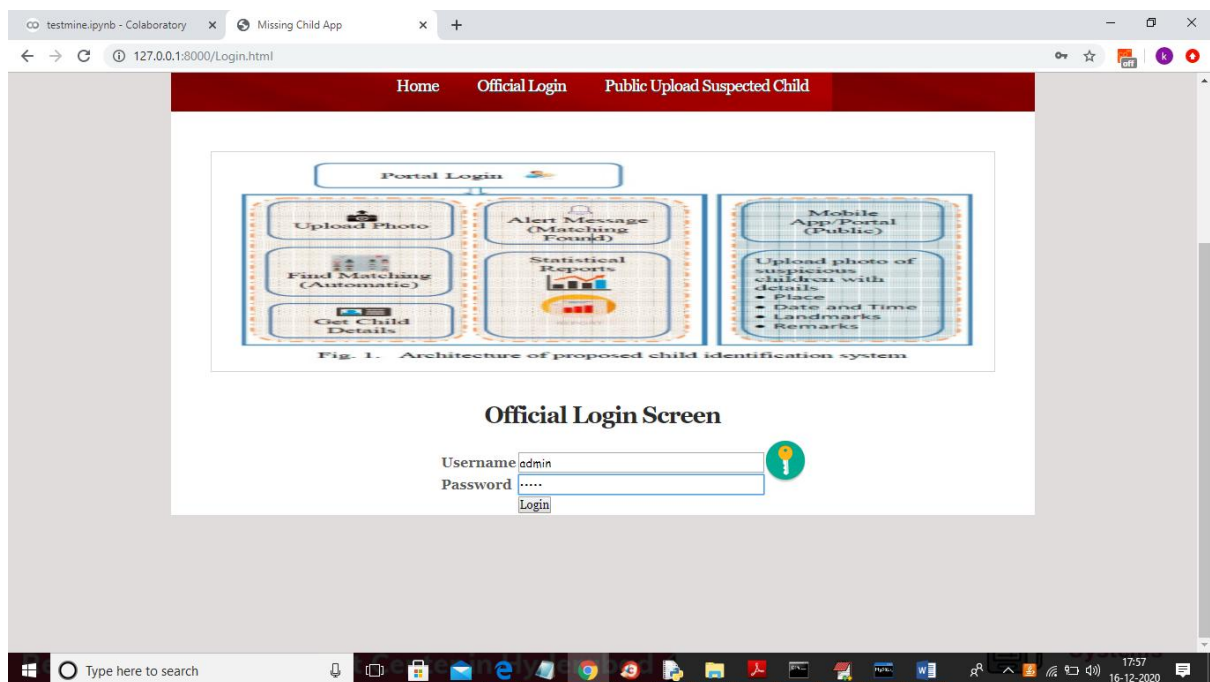 testmine.ipynb - Colaboratory
Missing Child App
127.0.0.1:8000/Login.html
off
k
Home Official Login Public Upload Suspected Child
Portal Login
Upload Photo
Find Matching
(Automatic)
Get Child
Details
Alert Message
(Matching
Found)
Statistical
Reports
Mobile
App/Portal
(Public)
Upload photo of
suspicious
children with
details
• Place
• Date and Time
• Landmarks
• Remarks
Fig. 1. Architecture of proposed child identification system
Official Login Screen
Username admin
Password .....
Login
Type here to search
17:57
16-12-2020